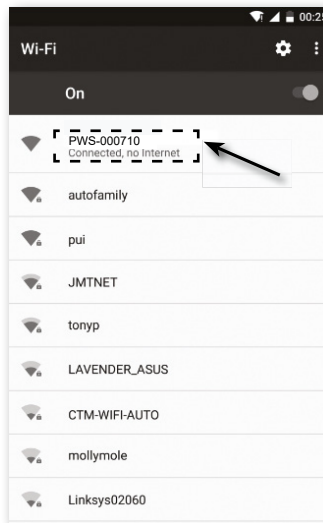 00:25
Wi-Fi
On
PWS-000710
Connected, no Internet
autofamily
pui
JMTNET
tonyp
LAVENDER_ASUS
CTM-WIFI-AUTO
mollymole
Linksys02060